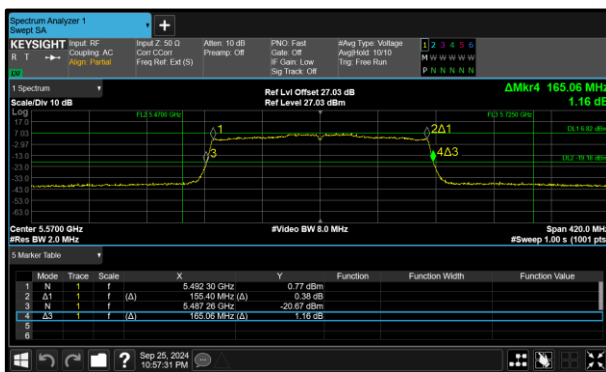 Spectrum Analyzer 1
Swept SA
+
KEYSIGHT Input: RF Input Z: 50 Ω Atten: 10 dB PNO: Fast #Avg Type: Voltage 1 2 3 4 5 6
R T Coupling: AC Corr CCorr Preamp: Off Gate: Off Avg|Hold: 10/10 M W W W W W
Align: Partial Freq Ref: Ext (S) IF Gain: Low Trig: Free Run P N N N N N
Sig Track: Off
1 Spectrum Ref Lvl Offset 27.03 dB ΔMkr4 165.06 MHz
Scale/Div 10 dB Ref Level 27.03 dBm 1.16 dB
Log
17.0 FL2 5.4700 GHz FL3 5.7250 GHz
7.03 1 2Δ1 DL1 6.82 dBm
-2.97
-13.0 3 4Δ3 DL2 -19.18 dBm
-23.0
-33.0
-43.0
-53.0
-63.0
Center 5.5700 GHz #Video BW 8.0 MHz Span 420.0 MHz
#Res BW 2.0 MHz #Sweep 1.00 s (1001 pts)
5 Marker Table
Mode Trace Scale X Y Function Function Width Function Value
1 N 1 f 5.492 30 GHz 0.77 dBm
2 Δ1 1 f (Δ) 155.40 MHz (Δ) 0.38 dB
3 N 1 f 5.487 26 GHz -20.67 dBm
4 Δ3 1 f (Δ) 165.06 MHz (Δ) 1.16 dB
5
6
? Sep 25, 2024
10:57:31 PM